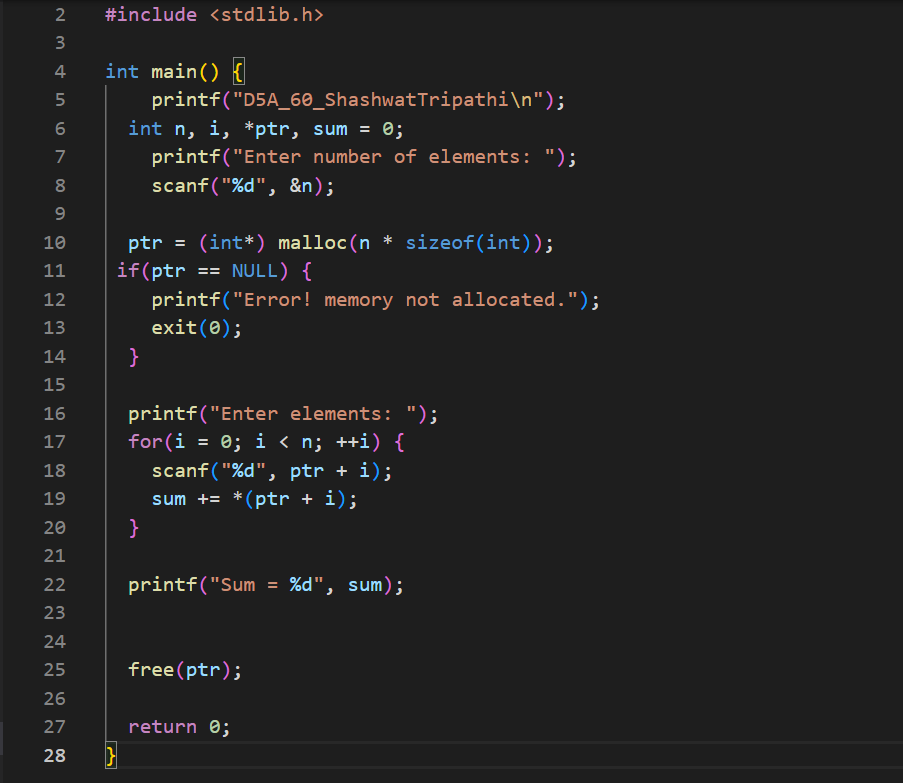 2 #include <stdlib.h>
3
4 int main() {
5     printf("D5A_60_ShashwatTripathi\n");
6   int n, i, *ptr, sum = 0;
7     printf("Enter number of elements: ");
8     scanf("%d", &n);
9
10   ptr = (int*) malloc(n * sizeof(int));
11  if(ptr == NULL) {
12     printf("Error! memory not allocated.");
13     exit(0);
14   }
15
16   printf("Enter elements: ");
17   for(i = 0; i < n; ++i) {
18     scanf("%d", ptr + i);
19     sum += *(ptr + i);
20   }
21
22   printf("Sum = %d", sum);
23
24
25   free(ptr);
26
27   return 0;
28 }